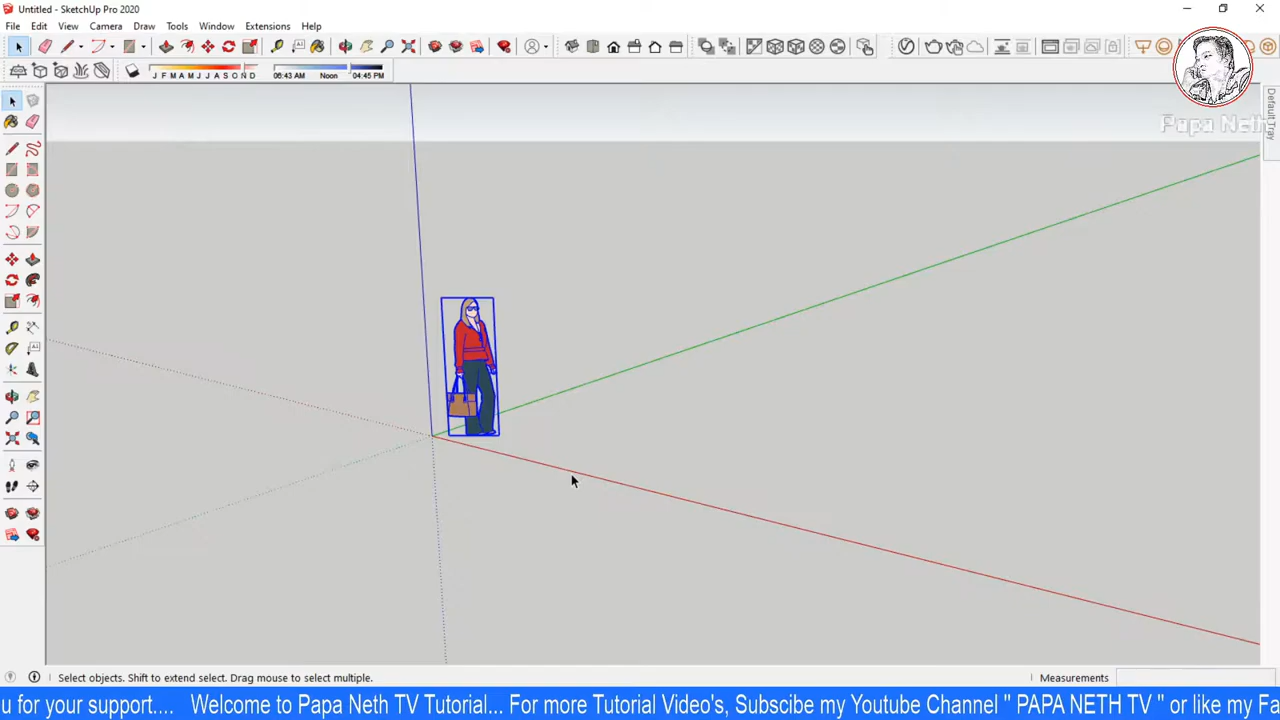 Untitled - SketchUp Pro 2020
File Edit View Camera Draw Tools Window Extensions Help
J F M A M J J A S O N D 06:43 AM Noon 04:45 PM
Default Tray
Papa Neth
Select objects. Shift to extend select. Drag mouse to select multiple. Measurements
u for your support.... Welcome to Papa Neth TV Tutorial... For more Tutorial Video's, Subscibe my Youtube Channel " PAPA NETH TV " or like my Fa